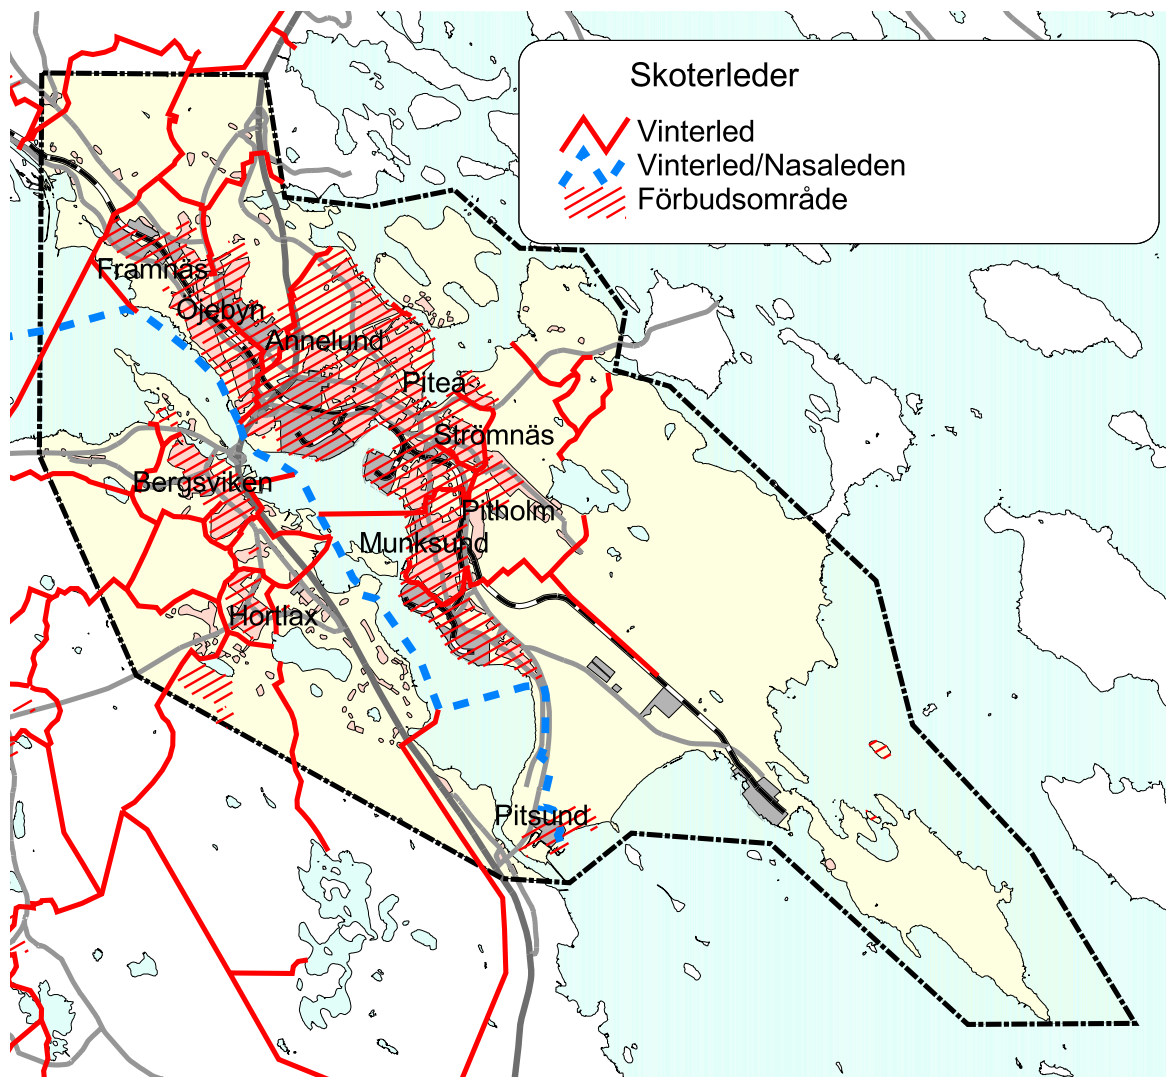 Skoterleder
Vinterled
Vinterled/Nasaleden
Förbudsområde
Framnäs
Öjebyn
Annelund
Piteå
Strömnäs
Bergsviken
Pitholm
Munksund
Hortlax
Pitsund